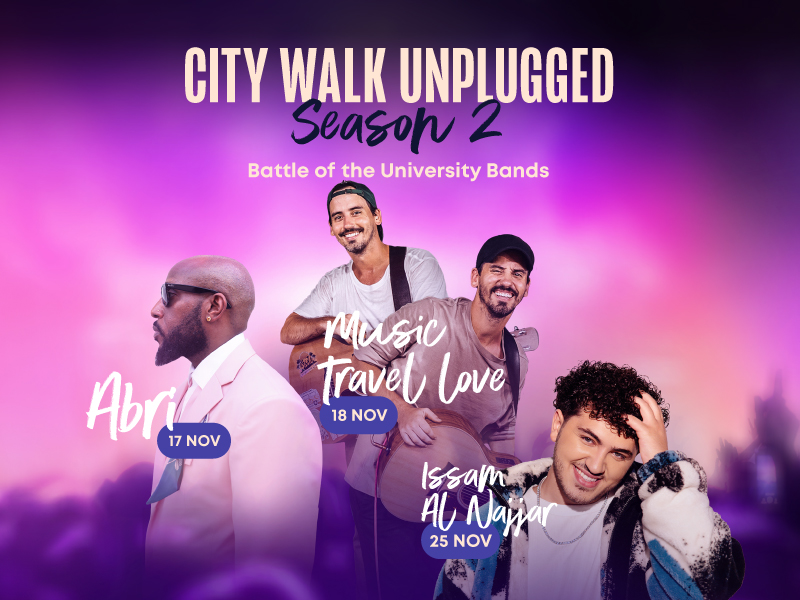 CITY WALK UNPLUGGED
Season 2
Battle of the University Bands
Music
Travel Love
18 NOV
Abri
17 NOV
Issam
Al Najjar
25 NOV